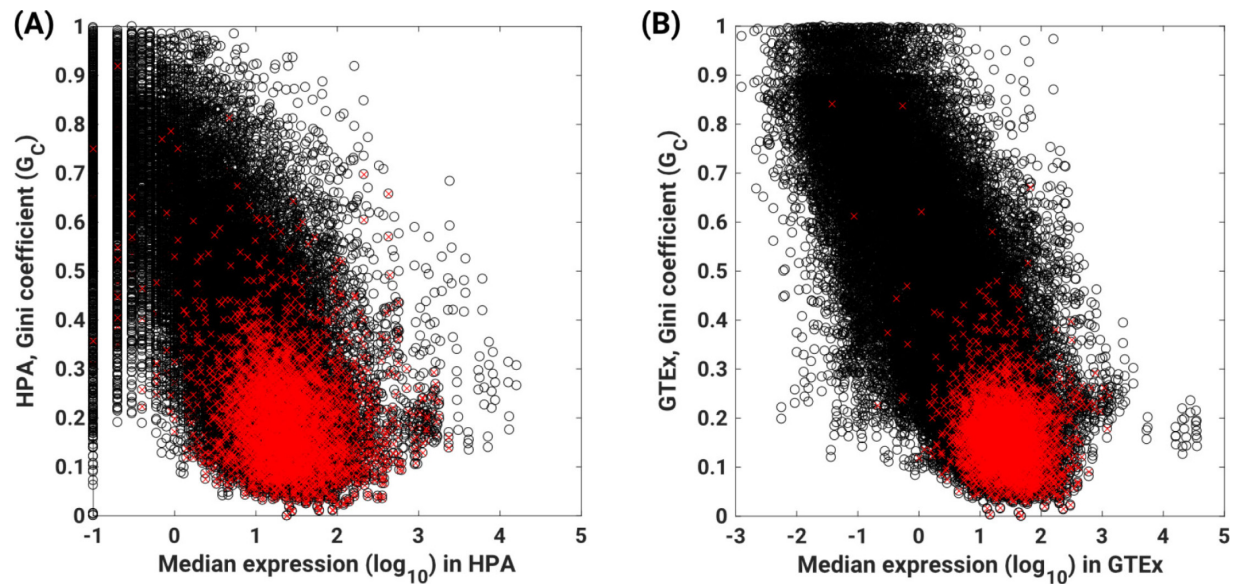 (A)
HPA, Gini coefficient (G_C)
1
0.9
0.8
0.7
0.6
0.5
0.4
0.3
0.2
0.1
0
-1 0 1 2 3 4 5
Median expression (log₁₀) in HPA
(B)
GTEx, Gini coefficient (G_C)
1
0.9
0.8
0.7
0.6
0.5
0.4
0.3
0.2
0.1
0
-3 -2 -1 0 1 2 3 4 5
Median expression (log₁₀) in GTEx